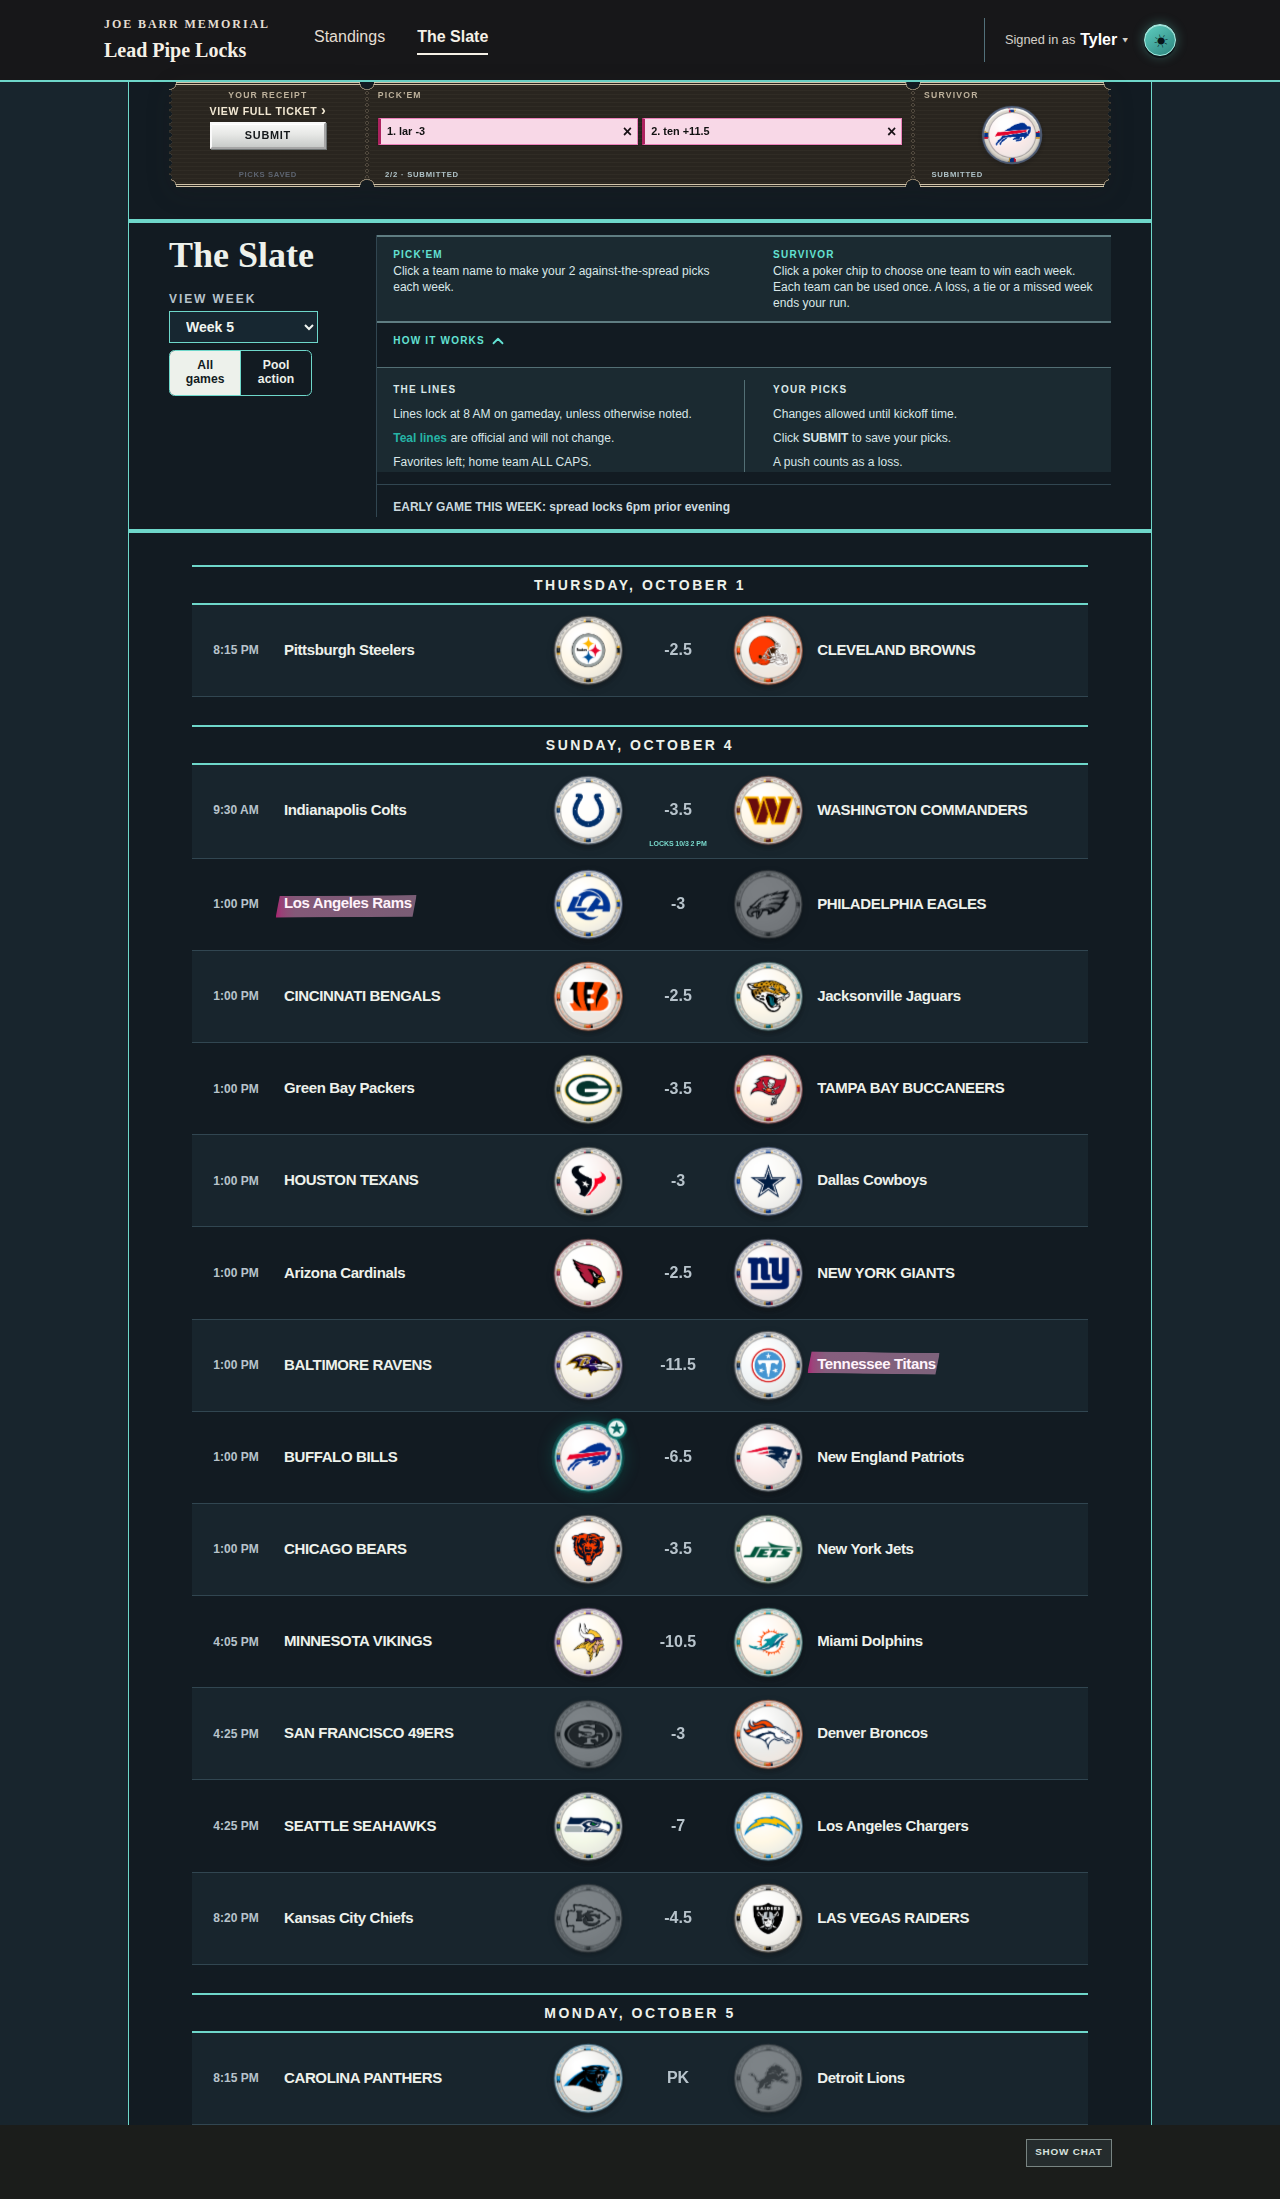 JOE BARR MEMORIAL
Lead Pipe Locks
Standings
The Slate
Signed in as Tyler ▾
YOUR RECEIPT
VIEW FULL TICKET ›
SUBMIT
PICKS SAVED
PICK'EM
1. lar -3 ×
2. ten +11.5 ×
2/2 · SUBMITTED
SURVIVOR
SUBMITTED
The Slate
VIEW WEEK
Week 5
All games
Pool action
PICK'EM
Click a team name to make your 2 against-the-spread picks
each week.
SURVIVOR
Click a poker chip to choose one team to win each week.
Each team can be used once. A loss, a tie or a missed week
ends your run.
HOW IT WORKS
THE LINES
Lines lock at 8 AM on gameday, unless otherwise noted.
Teal lines are official and will not change.
Favorites left; home team ALL CAPS.
YOUR PICKS
Changes allowed until kickoff time.
Click SUBMIT to save your picks.
A push counts as a loss.
EARLY GAME THIS WEEK: spread locks 6pm prior evening
THURSDAY, OCTOBER 1
8:15 PM Pittsburgh Steelers -2.5 CLEVELAND BROWNS
SUNDAY, OCTOBER 4
9:30 AM Indianapolis Colts -3.5 WASHINGTON COMMANDERS
LOCKS 10/3 2 PM
1:00 PM Los Angeles Rams -3 PHILADELPHIA EAGLES
1:00 PM CINCINNATI BENGALS -2.5 Jacksonville Jaguars
1:00 PM Green Bay Packers -3.5 TAMPA BAY BUCCANEERS
1:00 PM HOUSTON TEXANS -3 Dallas Cowboys
1:00 PM Arizona Cardinals -2.5 NEW YORK GIANTS
1:00 PM BALTIMORE RAVENS -11.5 Tennessee Titans
1:00 PM BUFFALO BILLS -6.5 New England Patriots
1:00 PM CHICAGO BEARS -3.5 New York Jets
4:05 PM MINNESOTA VIKINGS -10.5 Miami Dolphins
4:25 PM SAN FRANCISCO 49ERS -3 Denver Broncos
4:25 PM SEATTLE SEAHAWKS -7 Los Angeles Chargers
8:20 PM Kansas City Chiefs -4.5 LAS VEGAS RAIDERS
MONDAY, OCTOBER 5
8:15 PM CAROLINA PANTHERS PK Detroit Lions
SHOW CHAT